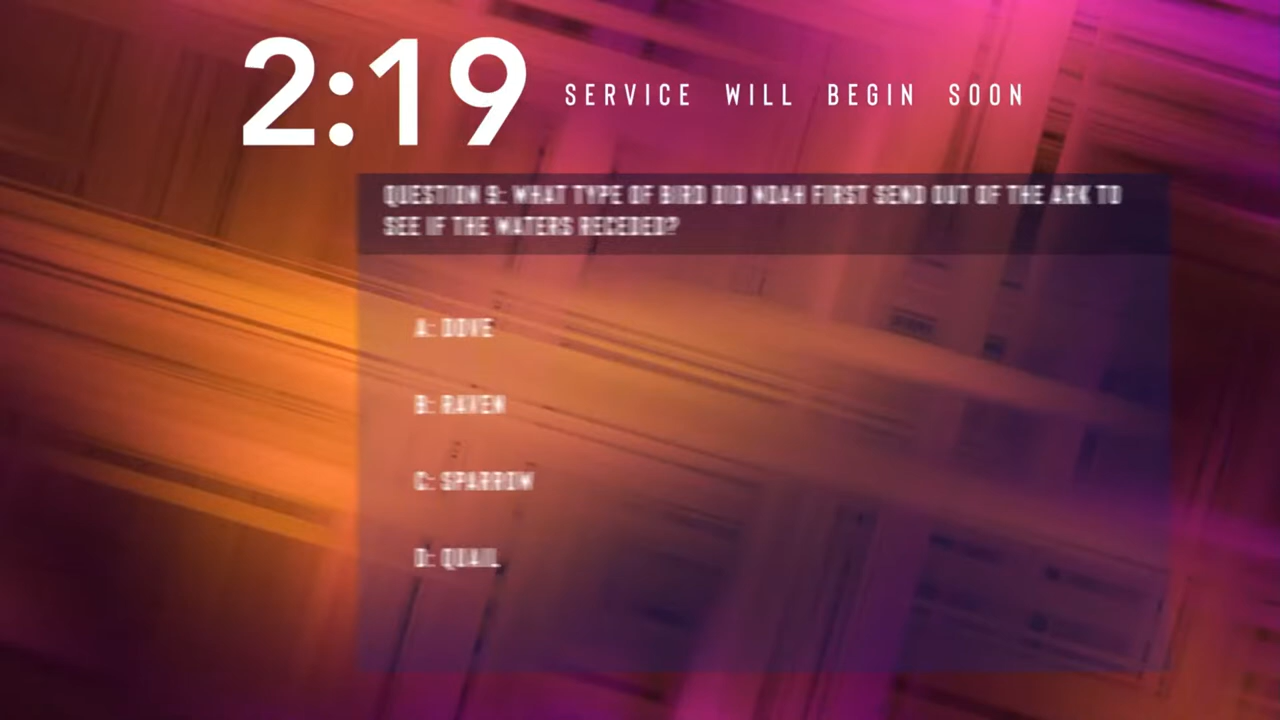 2:19 SERVICE WILL BEGIN SOON
QUESTION 9: WHAT TYPE OF BIRD DID NOAH FIRST SEND OUT OF THE ARK TO
SEE IF THE WATERS RECEDED?
A: DOVE
B: RAVEN
C: SPARROW
D: QUAIL